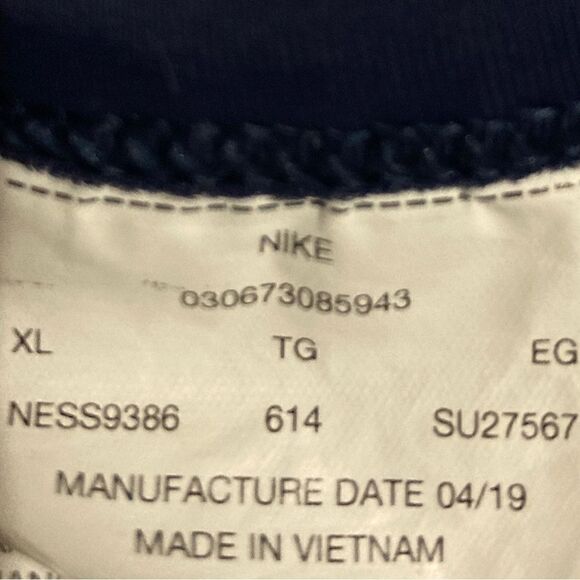 NIKE
030673085943
XL TG EG
NESS9386 614 SU27567
MANUFACTURE DATE 04/19
MADE IN VIETNAM